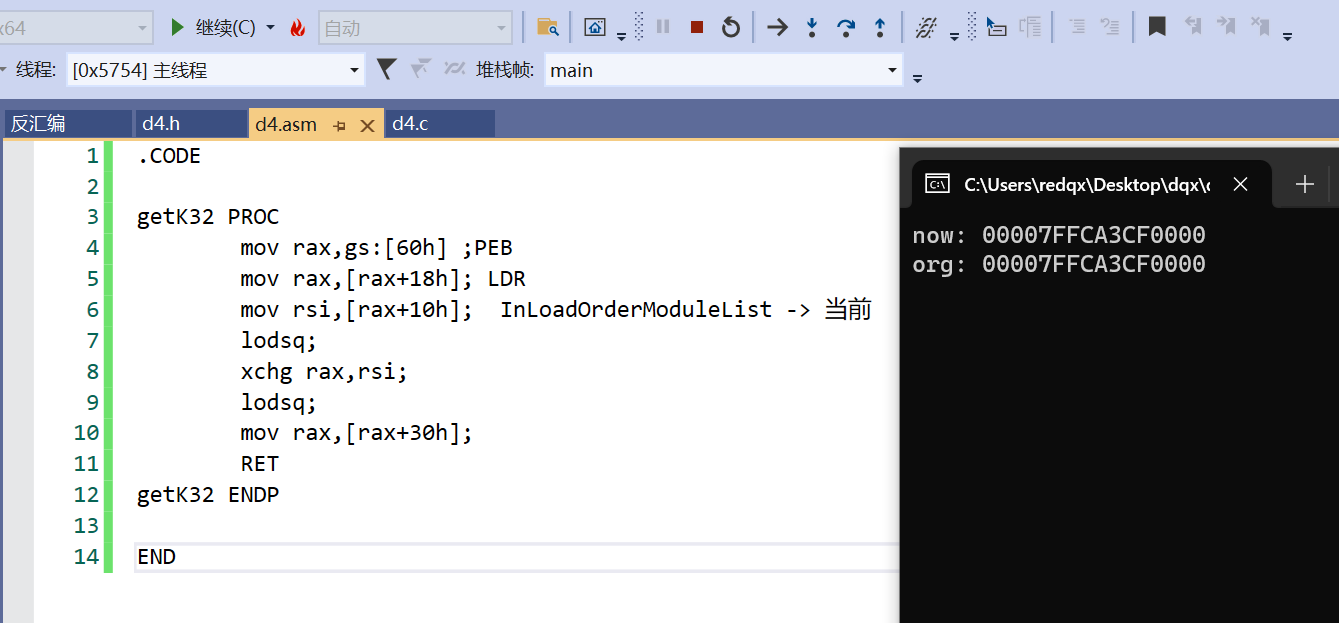 x64 继续(C) 自动
线程: [0x5754] 主线程 堆栈帧: main
反汇编 d4.h d4.asm d4.c
1 .CODE
2
3 getK32 PROC
4 mov rax,gs:[60h] ;PEB
5 mov rax,[rax+18h]; LDR
6 mov rsi,[rax+10h]; InLoadOrderModuleList -> 当前
7 lodsq;
8 xchg rax,rsi;
9 lodsq;
10 mov rax,[rax+30h];
11 RET
12 getK32 ENDP
13
14 END
C:\Users\redqx\Desktop\dqx\
now: 00007FFCA3CF0000
org: 00007FFCA3CF0000